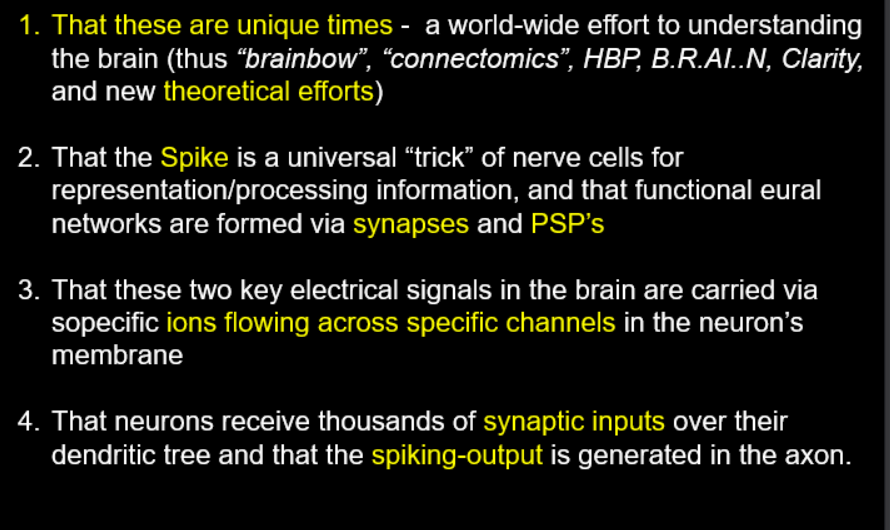 1. That these are unique times - a world-wide effort to understanding
the brain (thus “brainbow”, “connectomics”, HBP, B.R.AI..N, Clarity,
and new theoretical efforts)
2. That the Spike is a universal “trick” of nerve cells for
representation/processing information, and that functional eural
networks are formed via synapses and PSP’s
3. That these two key electrical signals in the brain are carried via
sopecific ions flowing across specific channels in the neuron’s
membrane
4. That neurons receive thousands of synaptic inputs over their
dendritic tree and that the spiking-output is generated in the axon.